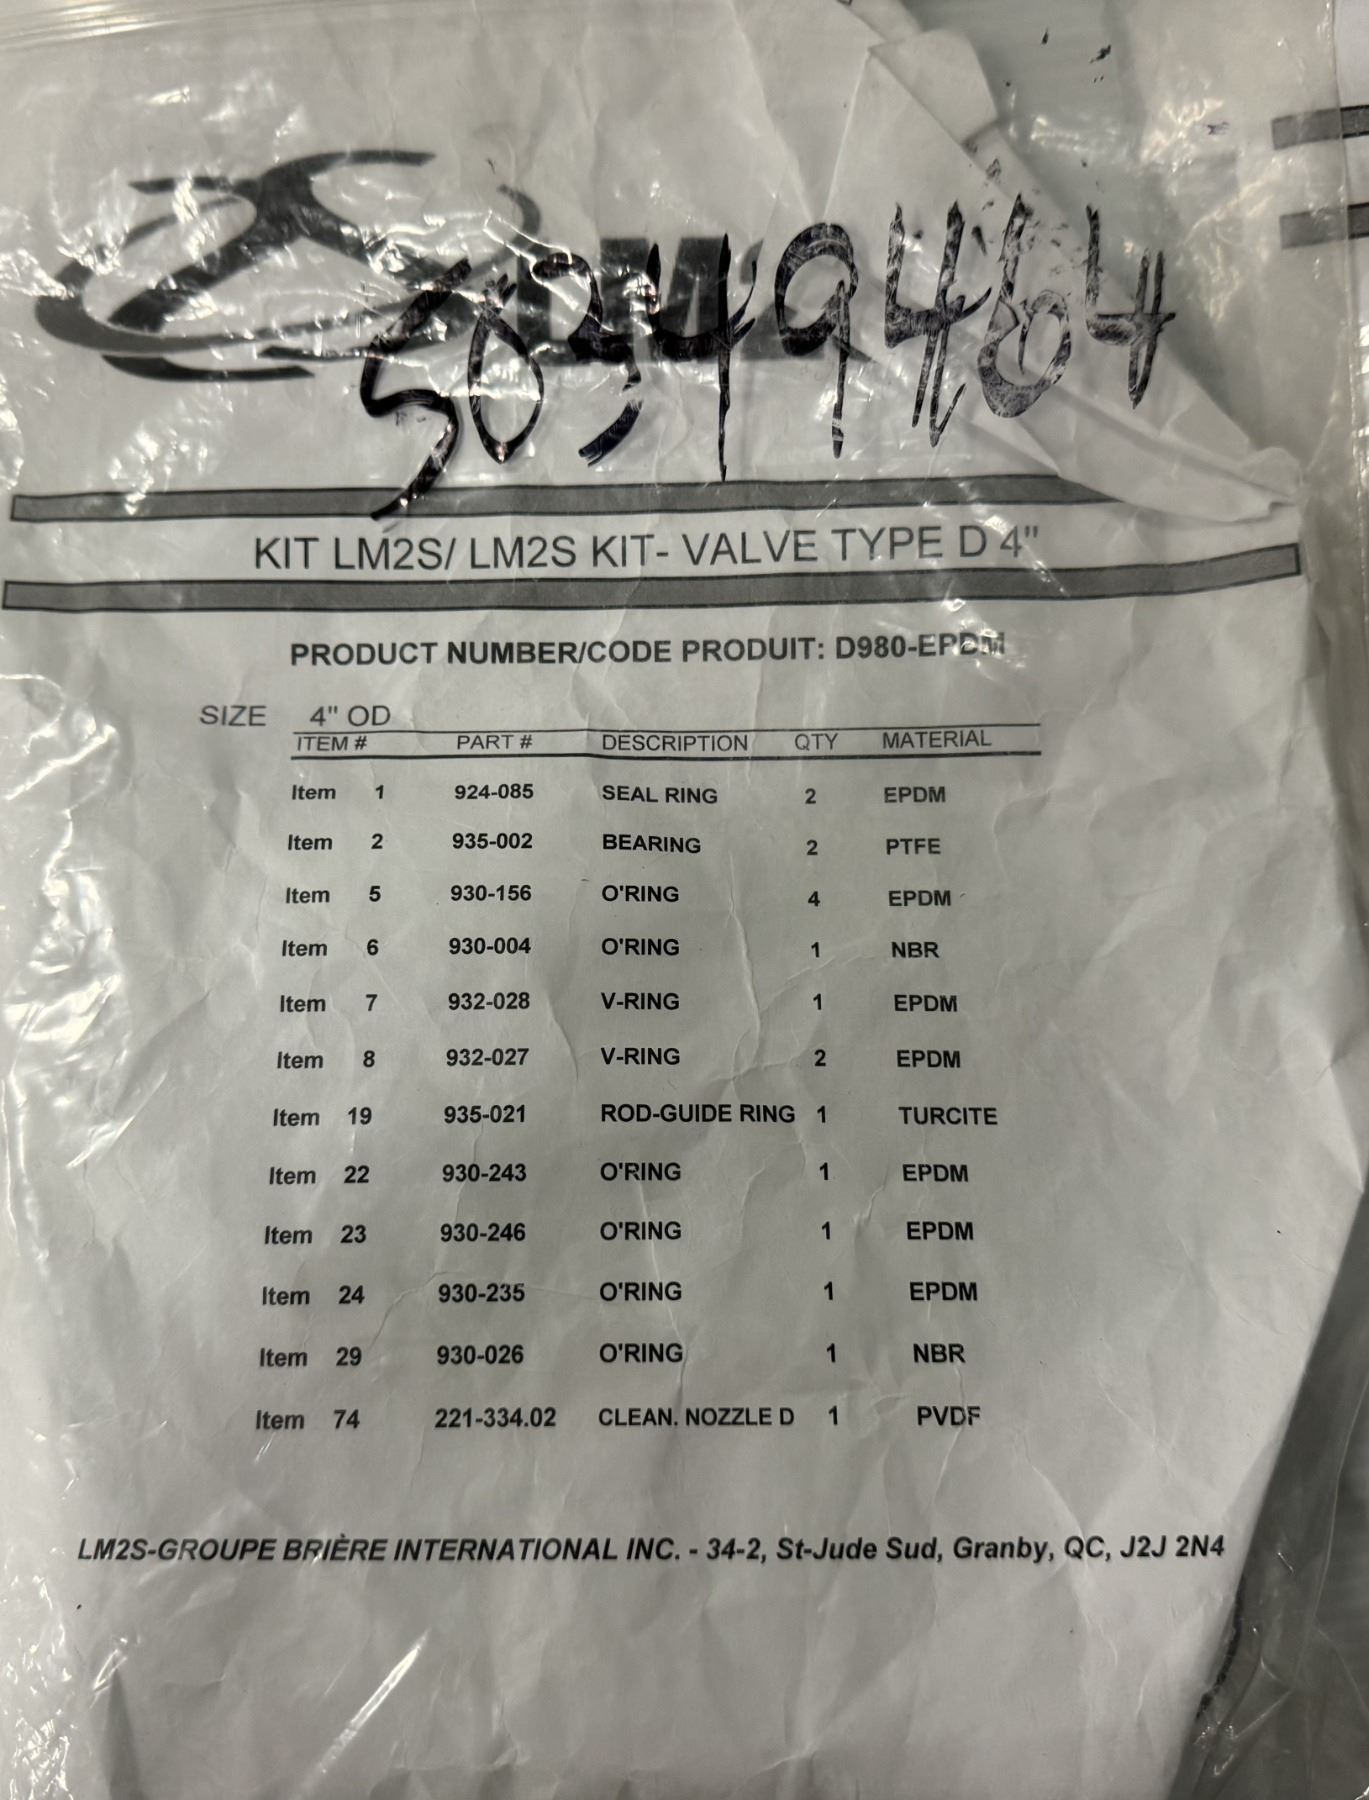 50349464
KIT LM2S/ LM2S KIT- VALVE TYPE D 4"
PRODUCT NUMBER/CODE PRODUIT: D980-EPDM
SIZE 4" OD
ITEM # PART # DESCRIPTION QTY MATERIAL
Item 1 924-085 SEAL RING 2 EPDM
Item 2 935-002 BEARING 2 PTFE
Item 5 930-156 O'RING 4 EPDM
Item 6 930-004 O'RING 1 NBR
Item 7 932-028 V-RING 1 EPDM
Item 8 932-027 V-RING 2 EPDM
Item 19 935-021 ROD-GUIDE RING 1 TURCITE
Item 22 930-243 O'RING 1 EPDM
Item 23 930-246 O'RING 1 EPDM
Item 24 930-235 O'RING 1 EPDM
Item 29 930-026 O'RING 1 NBR
Item 74 221-334.02 CLEAN. NOZZLE D 1 PVDF
LM2S-GROUPE BRIÈRE INTERNATIONAL INC. - 34-2, St-Jude Sud, Granby, QC, J2J 2N4